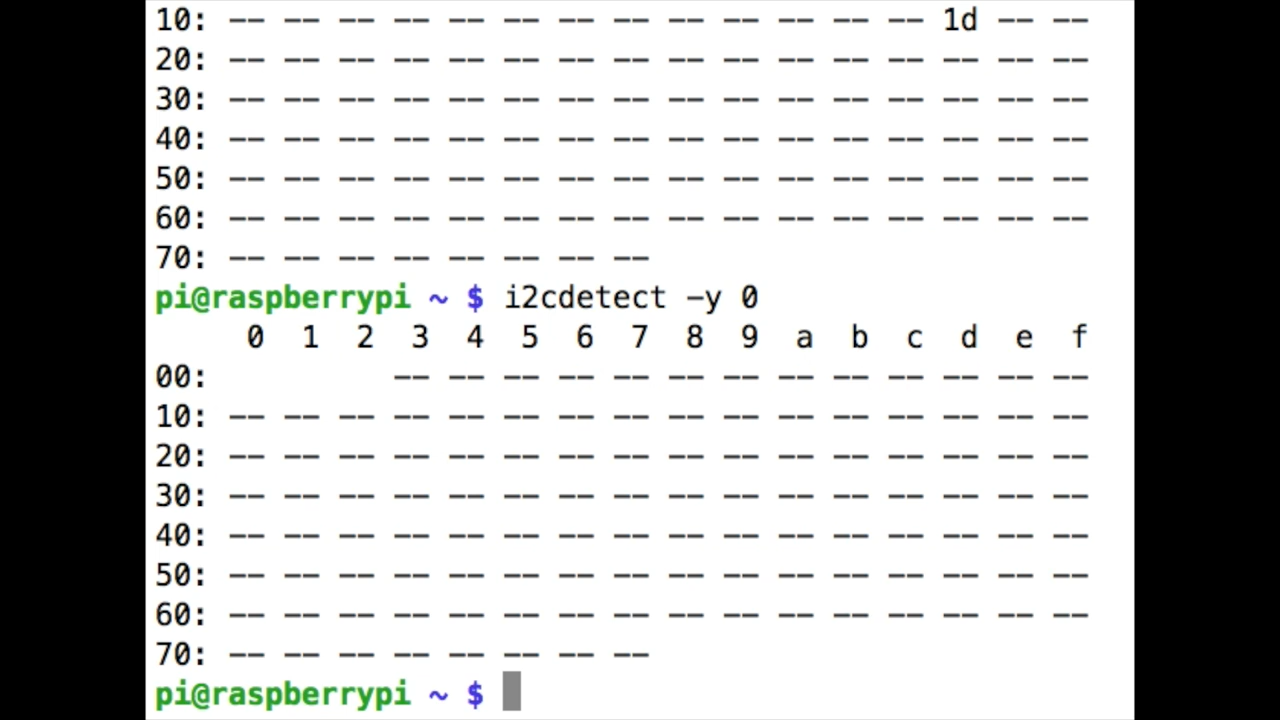 10: -- -- -- -- -- -- -- -- -- -- -- -- -- 1d -- --
20: -- -- -- -- -- -- -- -- -- -- -- -- -- -- -- --
30: -- -- -- -- -- -- -- -- -- -- -- -- -- -- -- --
40: -- -- -- -- -- -- -- -- -- -- -- -- -- -- -- --
50: -- -- -- -- -- -- -- -- -- -- -- -- -- -- -- --
60: -- -- -- -- -- -- -- -- -- -- -- -- -- -- -- --
70: -- -- -- -- -- -- -- --
pi@raspberrypi ~ $ i2cdetect -y 0
     0  1  2  3  4  5  6  7  8  9  a  b  c  d  e  f
00:          -- -- -- -- -- -- -- -- -- -- -- -- --
10: -- -- -- -- -- -- -- -- -- -- -- -- -- -- -- --
20: -- -- -- -- -- -- -- -- -- -- -- -- -- -- -- --
30: -- -- -- -- -- -- -- -- -- -- -- -- -- -- -- --
40: -- -- -- -- -- -- -- -- -- -- -- -- -- -- -- --
50: -- -- -- -- -- -- -- -- -- -- -- -- -- -- -- --
60: -- -- -- -- -- -- -- -- -- -- -- -- -- -- -- --
70: -- -- -- -- -- -- -- --
pi@raspberrypi ~ $